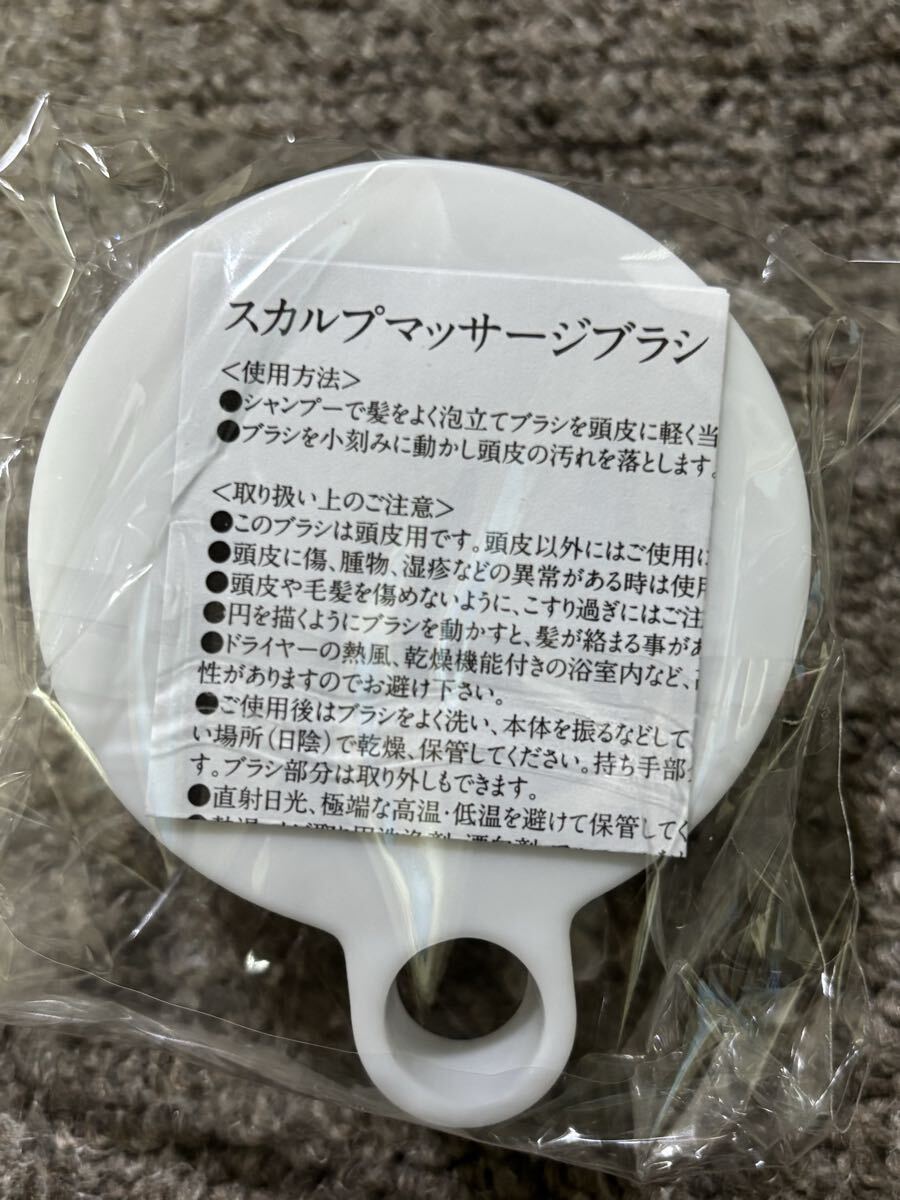 スカルプマッサージブラシ
＜使用方法＞
●シャンプーで髪をよく泡立てブラシを頭皮に軽く当
●ブラシを小刻みに動かし頭皮の汚れを落とします。
＜取り扱い上のご注意＞
●このブラシは頭皮用です。頭皮以外にはご使用に
●頭皮に傷、腫物、湿疹などの異常がある時は使用
●頭皮や毛髪を傷めないように、こすり過ぎにはご注
●円を描くようにブラシを動かすと、髪が絡まる事があ
●ドライヤーの熱風、乾燥機能付きの浴室内など、
性がありますのでお避け下さい。
●ご使用後はブラシをよく洗い、本体を振るなどして
い場所（日陰）で乾燥、保管してください。持ち手部
す。ブラシ部分は取り外しもできます。
●直射日光、極端な高温・低温を避けて保管してく